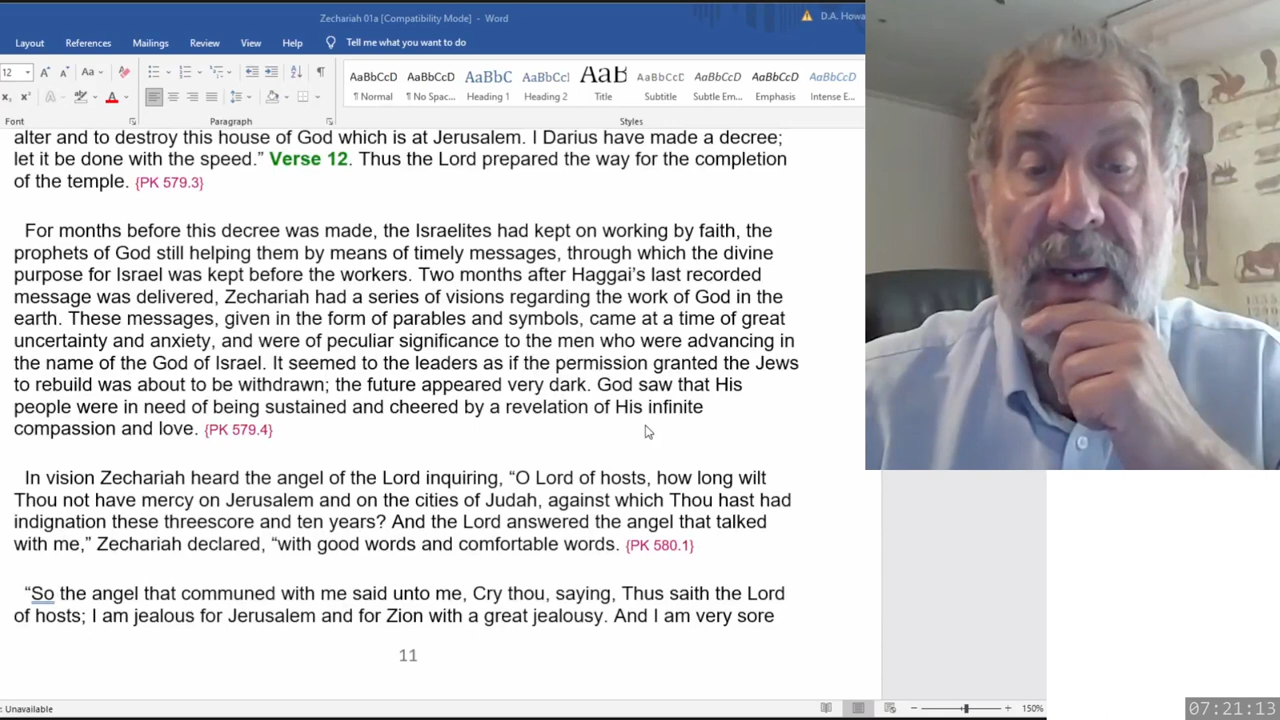 Zechariah 01a [Compatibility Mode] - Word
D.A. Howa
Layout References Mailings Review View Help Tell me what you want to do
12 A A Aa
AaBbCcD AaBbCcD AaBbC AaBbCcI AaB AaBbCcD AaBbCcD AaBbCcD AaBbCcD
¶ Normal ¶ No Spac... Heading 1 Heading 2 Title Subtitle Subtle Em... Emphasis Intense E...
Font Paragraph Styles
alter and to destroy this house of God which is at Jerusalem. I Darius have made a decree;
let it be done with the speed.” Verse 12. Thus the Lord prepared the way for the completion
of the temple. {PK 579.3}
For months before this decree was made, the Israelites had kept on working by faith, the
prophets of God still helping them by means of timely messages, through which the divine
purpose for Israel was kept before the workers. Two months after Haggai’s last recorded
message was delivered, Zechariah had a series of visions regarding the work of God in the
earth. These messages, given in the form of parables and symbols, came at a time of great
uncertainty and anxiety, and were of peculiar significance to the men who were advancing in
the name of the God of Israel. It seemed to the leaders as if the permission granted the Jews
to rebuild was about to be withdrawn; the future appeared very dark. God saw that His
people were in need of being sustained and cheered by a revelation of His infinite
compassion and love. {PK 579.4}
In vision Zechariah heard the angel of the Lord inquiring, “O Lord of hosts, how long wilt
Thou not have mercy on Jerusalem and on the cities of Judah, against which Thou hast had
indignation these threescore and ten years? And the Lord answered the angel that talked
with me,” Zechariah declared, “with good words and comfortable words. {PK 580.1}
“So the angel that communed with me said unto me, Cry thou, saying, Thus saith the Lord
of hosts; I am jealous for Jerusalem and for Zion with a great jealousy. And I am very sore
11
: Unavailable
150%
07:21:13